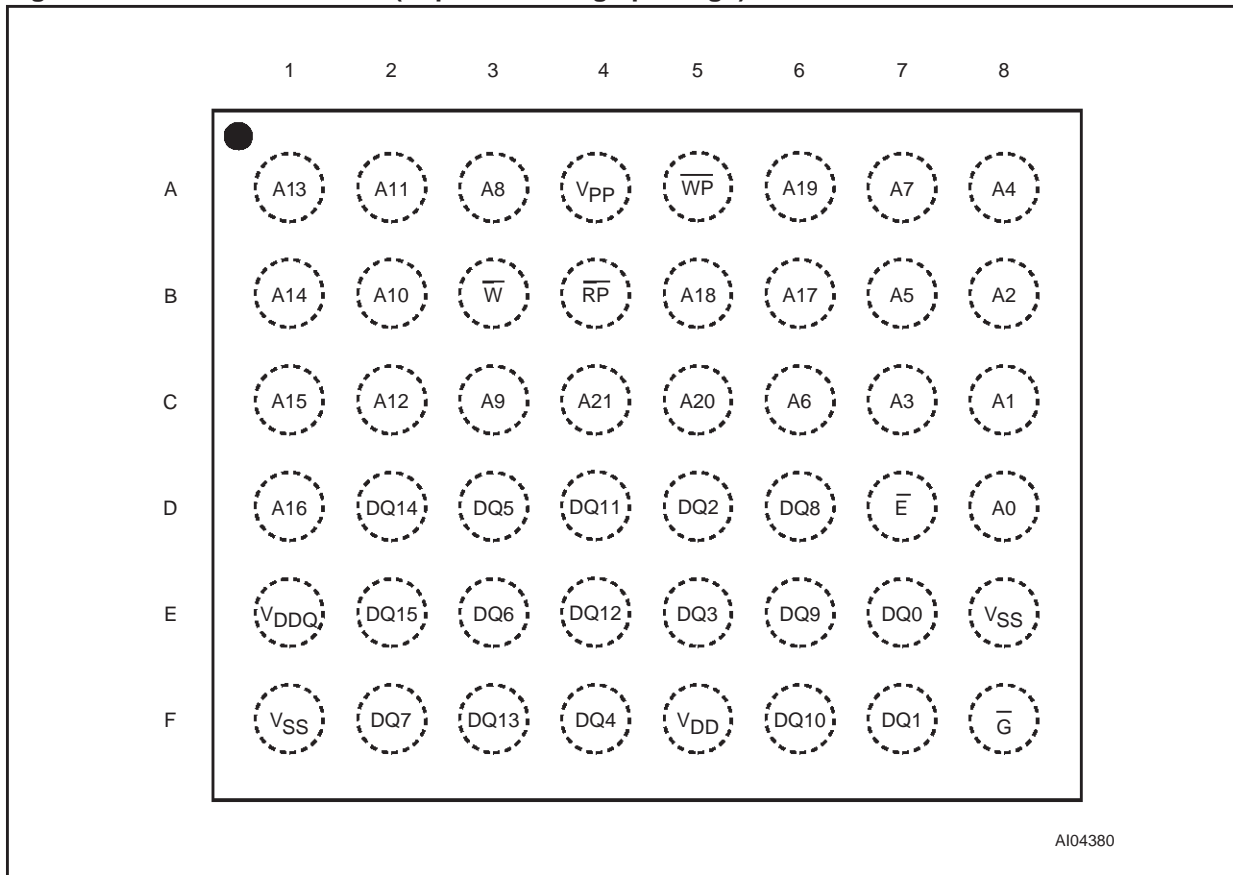 1 2 3 4 5 6 7 8
A A13 A11 A8 VPP W̅P̅ A19 A7 A4
B A14 A10 W̅ R̅P̅ A18 A17 A5 A2
C A15 A12 A9 A21 A20 A6 A3 A1
D A16 DQ14 DQ5 DQ11 DQ2 DQ8 E̅ A0
E VDDQ DQ15 DQ6 DQ12 DQ3 DQ9 DQ0 VSS
F VSS DQ7 DQ13 DQ4 VDD DQ10 DQ1 G̅
AI04380